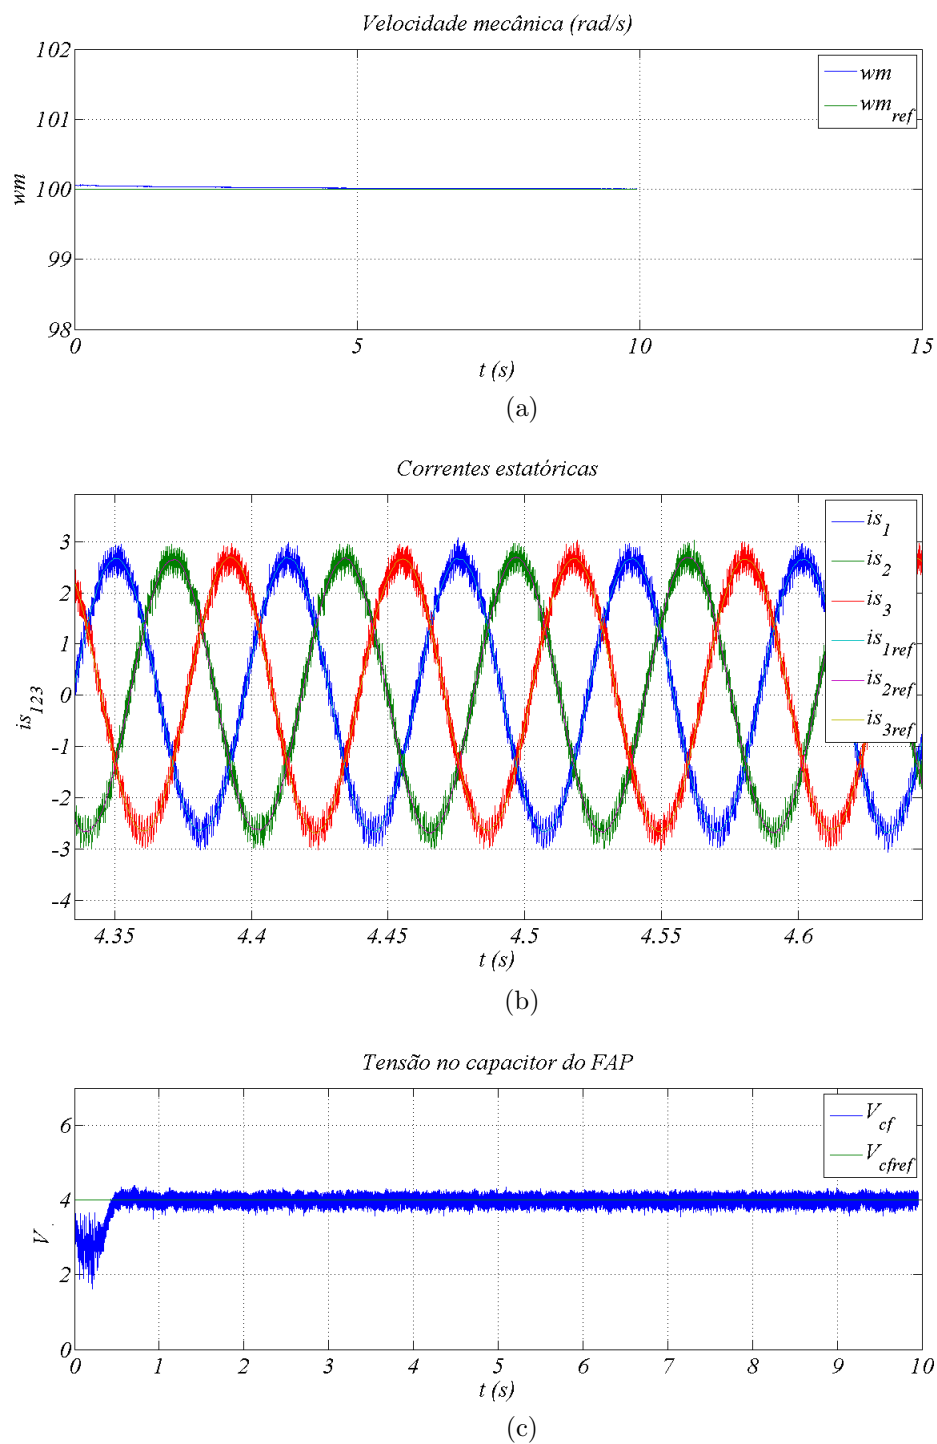 Velocidade mecânica (rad/s)
102
101
100
99
98
wm
wm
wm_ref
0 5 10 15
t (s)
(a)
Correntes estatóricas
3
2
1
0
-1
-2
-3
-4
is_123
is_1
is_2
is_3
is_1ref
is_2ref
is_3ref
4.35 4.4 4.45 4.5 4.55 4.6
t (s)
(b)
Tensão no capacitor do FAP
6
4
2
0
V
V_cf
V_cfref
0 1 2 3 4 5 6 7 8 9 10
t (s)
(c)